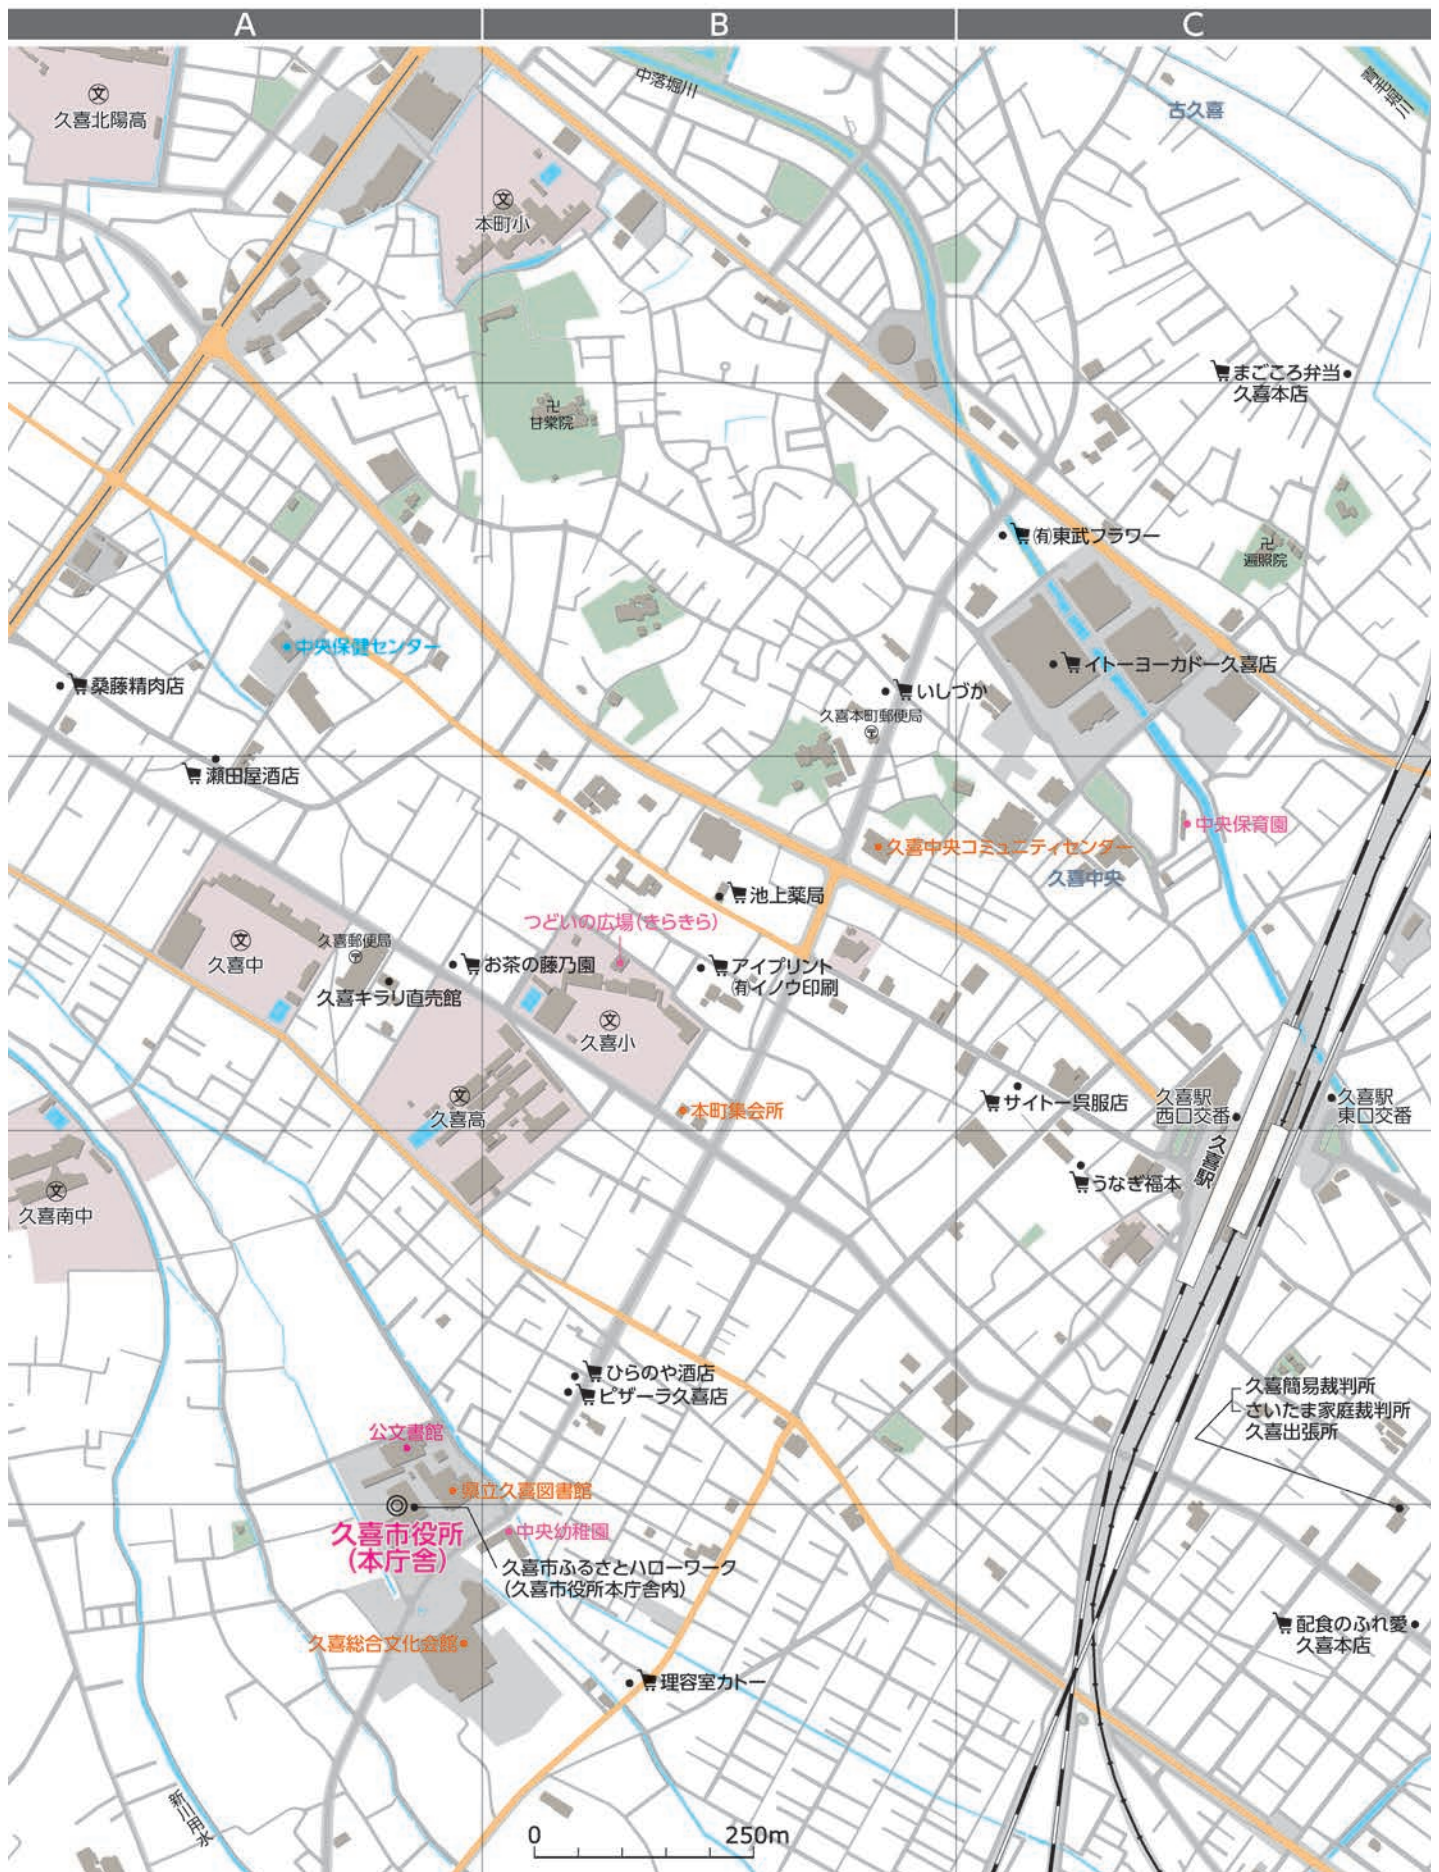 A
B
C
久喜北陽高
中落堀川
古久喜
青毛堀川
本町小
まごころ弁当
久喜本店
甘棠院
㈲東武フラワー
遍照院
中央保健センター
イトーヨーカドー久喜店
桑藤精肉店
いしづか
久喜本町郵便局
瀬田屋酒店
中央保育園
久喜中央コミュニティセンター
久喜中央
池上薬局
つどいの広場(きらきら)
久喜郵便局
久喜中
お茶の藤乃園
アイプリント
㈲イノウ印刷
久喜キラリ直売館
久喜小
久喜高
本町集会所
サイトー呉服店
久喜駅
西口交番
久喜駅
東口交番
久喜駅
うなぎ福本
久喜南中
ひらのや酒店
ピザーラ久喜店
久喜簡易裁判所
さいたま家庭裁判所
久喜出張所
公文書館
県立久喜図書館
久喜市役所
(本庁舎)
中央幼稚園
久喜市ふるさとハローワーク
(久喜市役所本庁舎内)
久喜総合文化会館
配食のふれ愛
久喜本店
理容室カトー
新川用水
0
250m